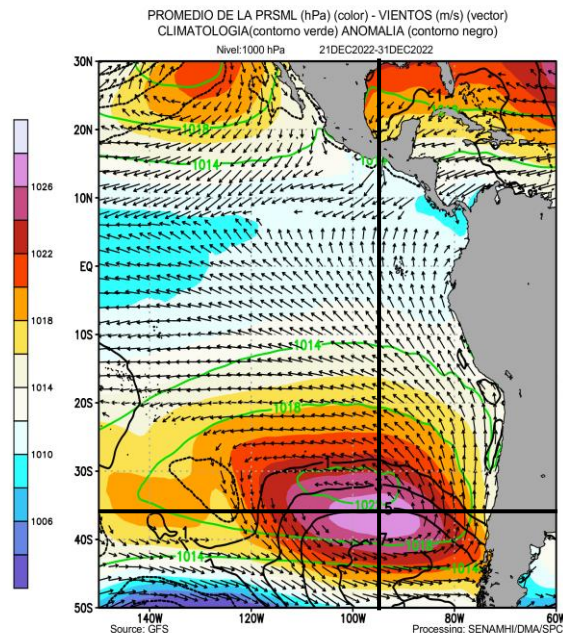 PROMEDIO DE LA PRSML (hPa) (color) - VIENTOS (m/s) (vector)
CLIMATOLOGIA(contorno verde) ANOMALIA (contorno negro)
Nivel:1000 hPa 21DEC2022-31DEC2022
30N
20N
10N
EQ
10S
20S
30S
40S
50S
140W 120W 100W 80W 60W
1026
1022
1018
1014
1010
1006
1018
1014
1014
1018
1018
1014
5
7
1
Source: GFS
Processing: SENAMHI/DMA/SPC